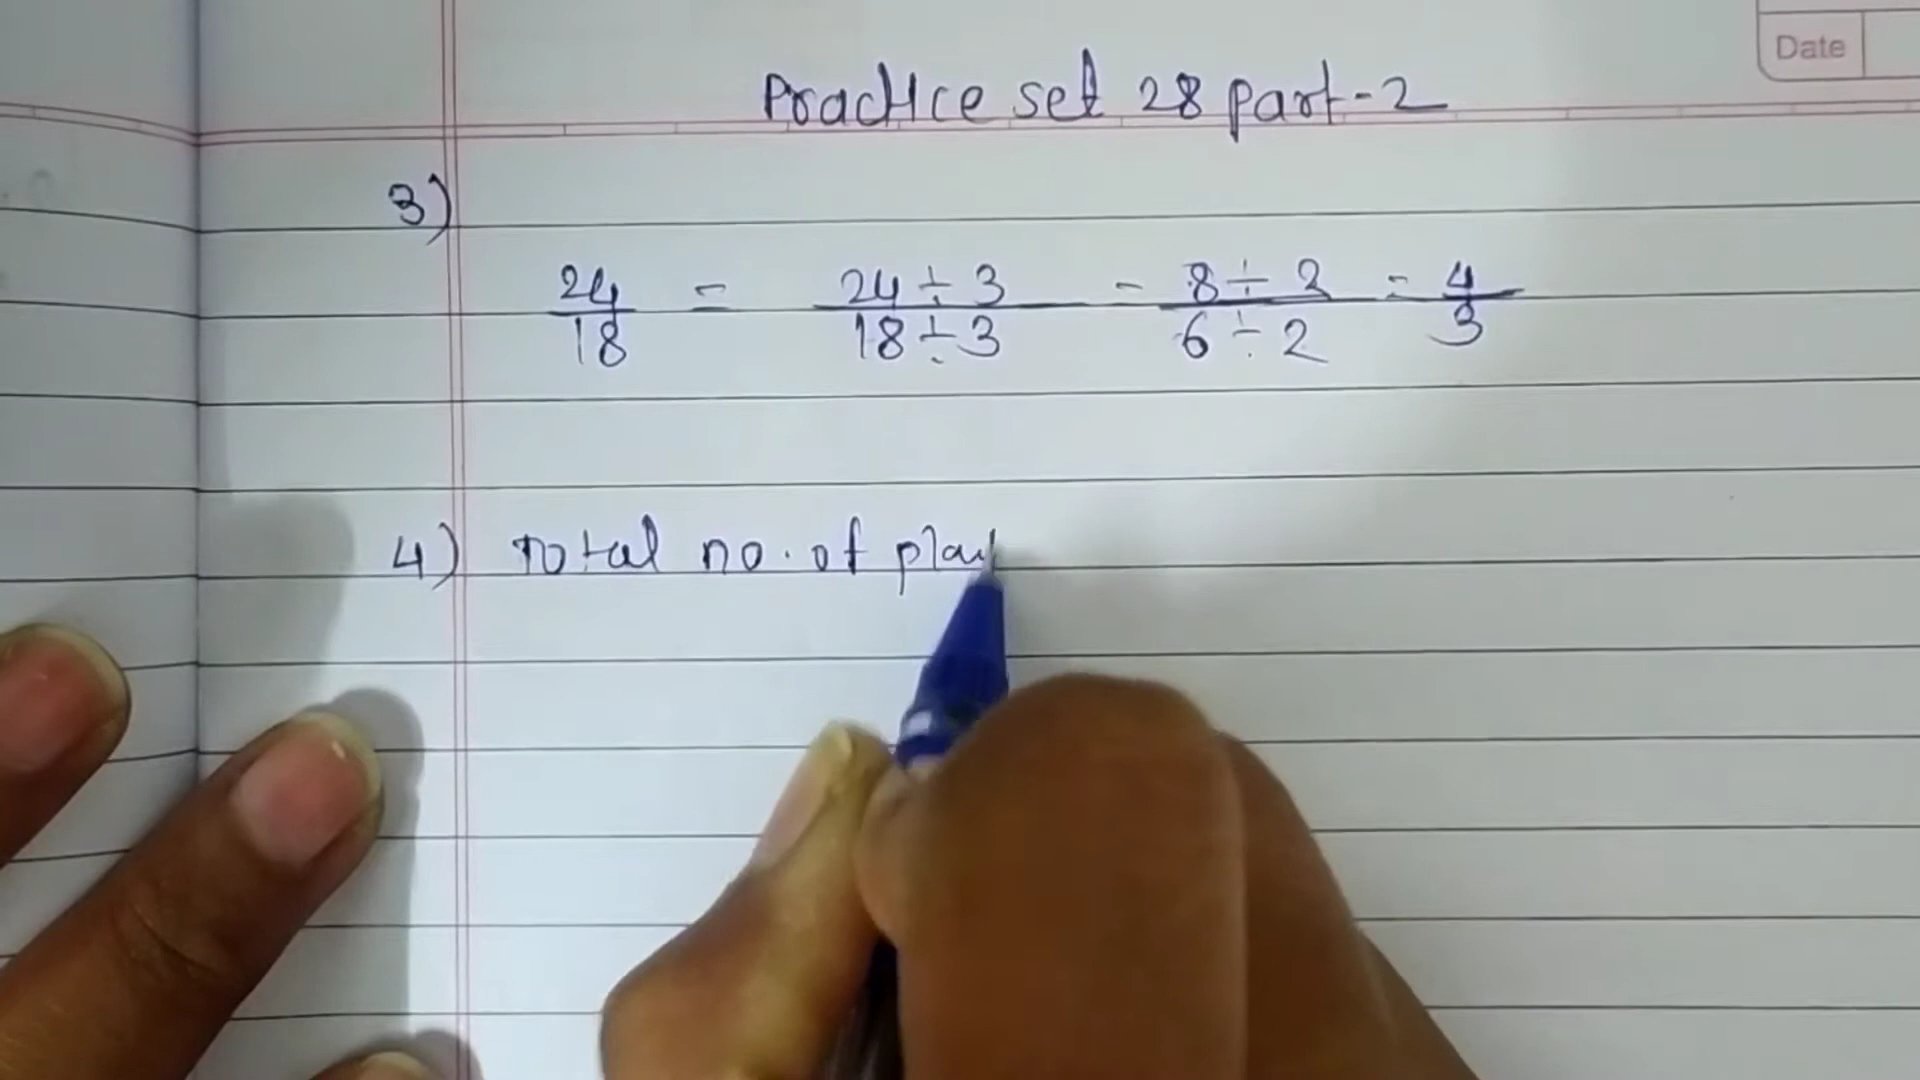 Date
Practice set 28 part-2
3)
24/18 = 24 ÷ 3/18 ÷ 3 = 8 ÷ 2/6 ÷ 2 = 4/3
4) Total no. of play